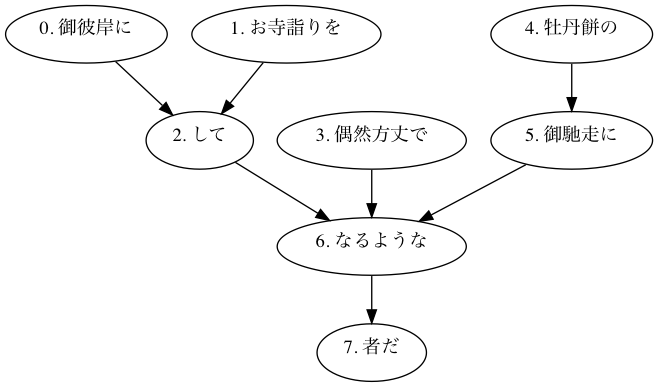 0. 御彼岸に
1. お寺詣りを
4. 牡丹餅の
2. して
3. 偶然方丈で
5. 御馳走に
6. なるような
7. 者だ